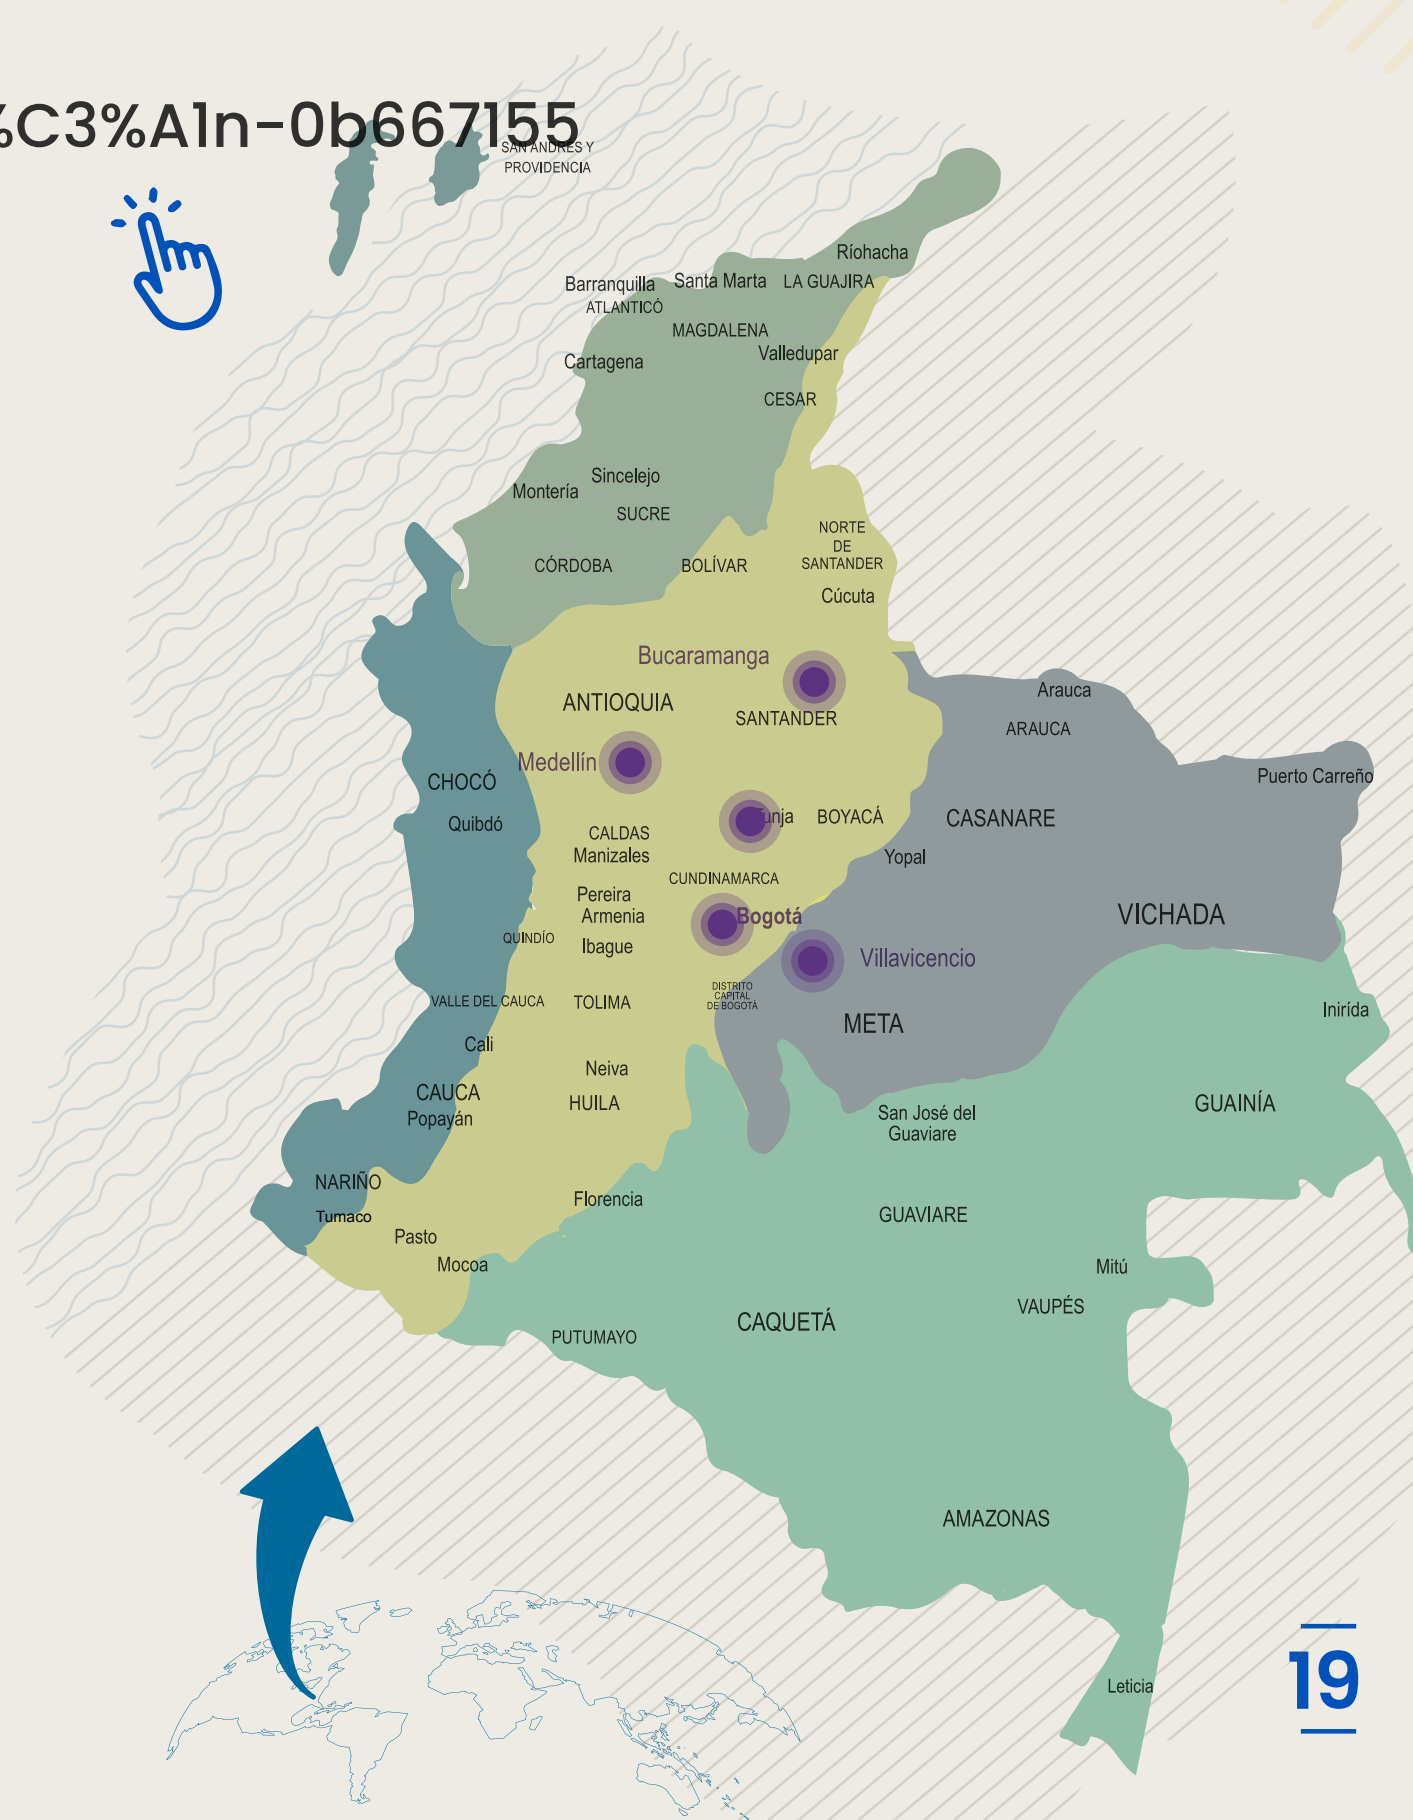 %C3%A1n-0b667155
SAN ANDRES Y
PROVIDENCIA
Ríohacha
Barranquilla
Santa Marta
LA GUAJIRA
ATLANTICÓ
MAGDALENA
Valledupar
Cartagena
CESAR
Sincelejo
Montería
SUCRE
NORTE
DE
SANTANDER
CÓRDOBA
BOLÍVAR
Cúcuta
Bucaramanga
ANTIOQUIA
SANTANDER
Arauca
ARAUCA
Medellín
CHOCÓ
Puerto Carreño
Quibdó
Tunja
BOYACÁ
CASANARE
CALDAS
Manizales
Yopal
CUNDINAMARCA
Pereira
Armenia
Bogotá
VICHADA
QUINDÍO
Ibague
Villavicencio
DISTRITO
CAPITAL
DE BOGOTÁ
VALLE DEL CAUCA
TOLIMA
META
Inirída
Cali
Neiva
CAUCA
HUILA
GUAINÍA
Popayán
San José del
Guaviare
NARIÑO
Florencia
Tumaco
GUAVIARE
Pasto
Mocoa
Mitú
VAUPÉS
CAQUETÁ
PUTUMAYO
AMAZONAS
Leticia
19